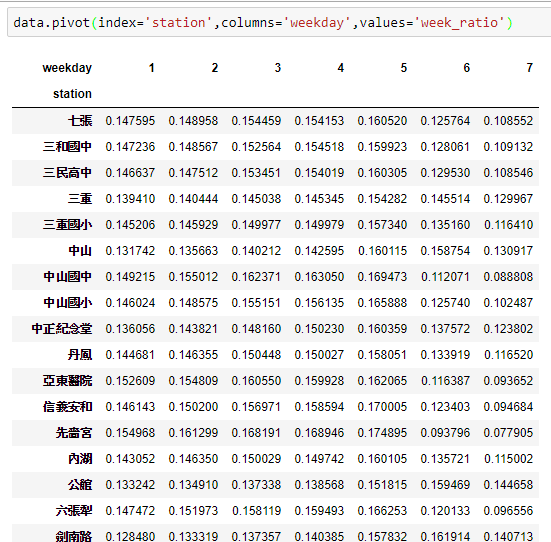 data.pivot(index='station',columns='weekday',values='week_ratio')
weekday 1 2 3 4 5 6 7
station
七張 0.147595 0.148958 0.154459 0.154153 0.160520 0.125764 0.108552
三和國中 0.147236 0.148567 0.152564 0.154518 0.159923 0.128061 0.109132
三民高中 0.146637 0.147512 0.153451 0.154019 0.160305 0.129530 0.108546
三重 0.139410 0.140444 0.145038 0.145345 0.154282 0.145514 0.129967
三重國小 0.145206 0.145929 0.149977 0.149979 0.157340 0.135160 0.116410
中山 0.131742 0.135663 0.140212 0.142595 0.160115 0.158754 0.130917
中山國中 0.149215 0.155012 0.162371 0.163050 0.169473 0.112071 0.088808
中山國小 0.146024 0.148575 0.155151 0.156135 0.165888 0.125740 0.102487
中正紀念堂 0.136056 0.143821 0.148160 0.150230 0.160359 0.137572 0.123802
丹鳳 0.144681 0.146355 0.150448 0.150027 0.158051 0.133919 0.116520
亞東醫院 0.152609 0.154809 0.160550 0.159928 0.162065 0.116387 0.093652
信義安和 0.146143 0.150200 0.156971 0.158594 0.170005 0.123403 0.094684
先嗇宮 0.154968 0.161299 0.168191 0.168946 0.174895 0.093796 0.077905
內湖 0.143052 0.146350 0.150029 0.149742 0.160105 0.135721 0.115002
公館 0.133242 0.134910 0.137338 0.138568 0.151815 0.159469 0.144658
六張犁 0.147472 0.151973 0.158119 0.159493 0.166253 0.120133 0.096556
劍南路 0.128480 0.133319 0.137357 0.140385 0.157832 0.161914 0.140713